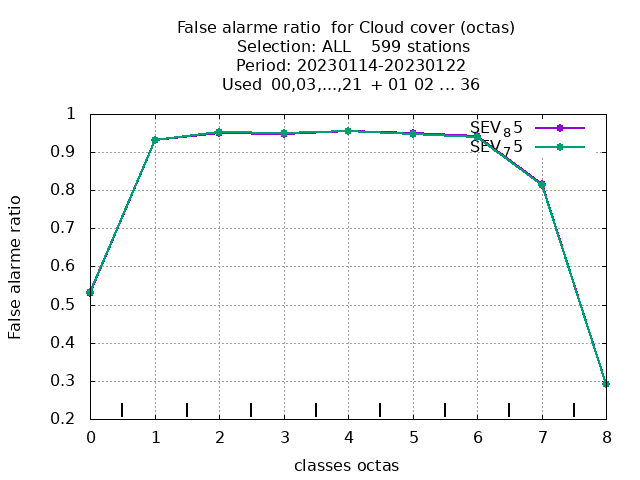 False alarme ratio for Cloud cover (octas)
Selection: ALL 599 stations
Period: 20230114-20230122
Used 00,03,...,21 + 01 02 ... 36
SEV85
SEV75
False alarme ratio
1
0.9
0.8
0.7
0.6
0.5
0.4
0.3
0.2
0 1 2 3 4 5 6 7 8
classes octas